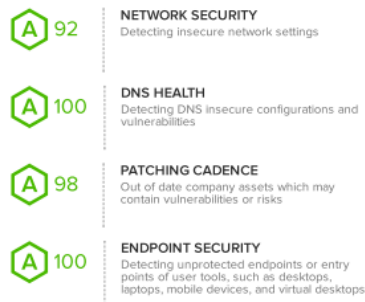 A 92
NETWORK SECURITY
Detecting insecure network settings
A 100
DNS HEALTH
Detecting DNS insecure configurations and
vulnerabilities
A 98
PATCHING CADENCE
Out of date company assets which may
contain vulnerabilities or risks
A 100
ENDPOINT SECURITY
Detecting unprotected endpoints or entry
points of user tools, such as desktops,
laptops, mobile devices, and virtual desktops